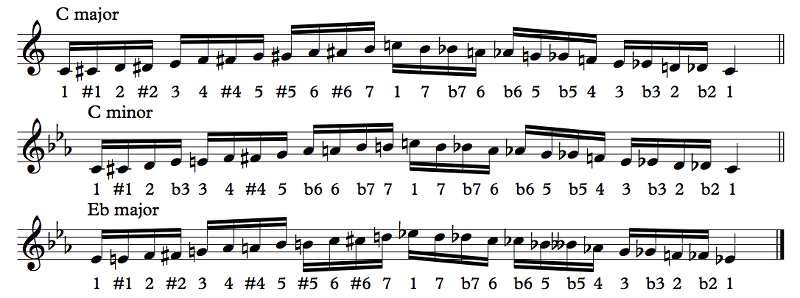 C major
1 #1 2 #2 3 4 #4 5 #5 6 #6 7 1 7 b7 6 b6 5 b5 4 3 b3 2 b2 1
C minor
1 #1 2 b3 3 4 #4 5 b6 6 b7 7 1 7 b7 6 b6 5 b5 4 3 b3 2 b2 1
Eb major
1 #1 2 #2 3 4 #4 5 #5 6 #6 7 1 7 b7 6 b6 5 b5 4 3 b3 2 b2 1